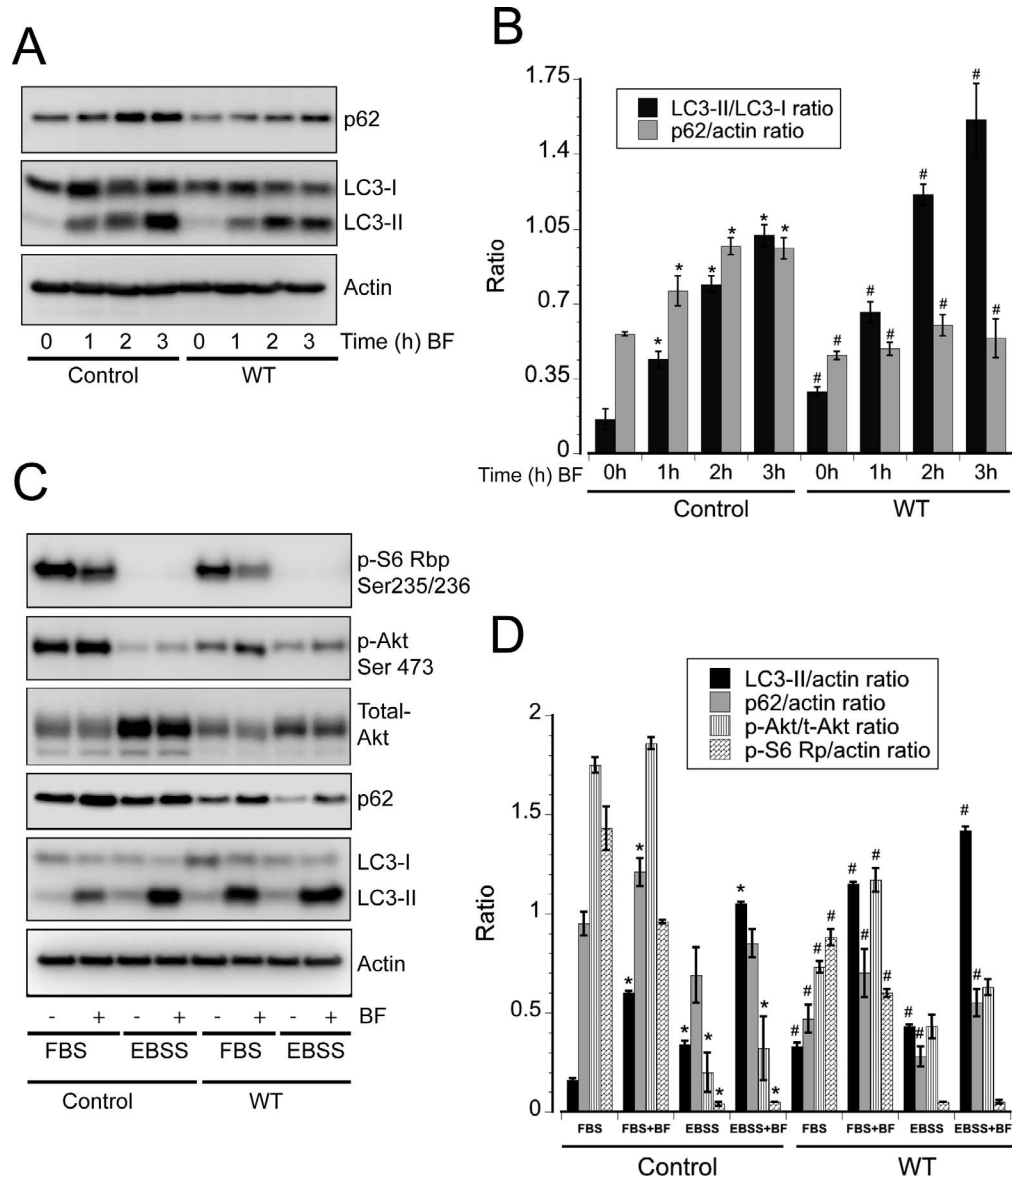 A
p62
LC3-I
LC3-II
Actin
0 1 2 3 0 1 2 3 Time (h) BF
Control WT
B
LC3-II/LC3-I ratio
p62/actin ratio
Ratio
1.75
1.4
1.05
0.7
0.35
0
* * * * * *
# # # # # # # #
Time (h) BF 0h 1h 2h 3h 0h 1h 2h 3h
Control WT
C
p-S6 Rbp
Ser235/236
p-Akt
Ser 473
Total-
Akt
p62
LC3-I
LC3-II
Actin
- + - + - + - + BF
FBS EBSS FBS EBSS
Control WT
D
LC3-II/actin ratio
p62/actin ratio
p-Akt/t-Akt ratio
p-S6 Rp/actin ratio
Ratio
2
1.5
1
0.5
0
* * * * * * * *
# # # # # # # # # # # #
FBS FBS+BF EBSS EBSS+BF FBS FBS+BF EBSS EBSS+BF
Control WT